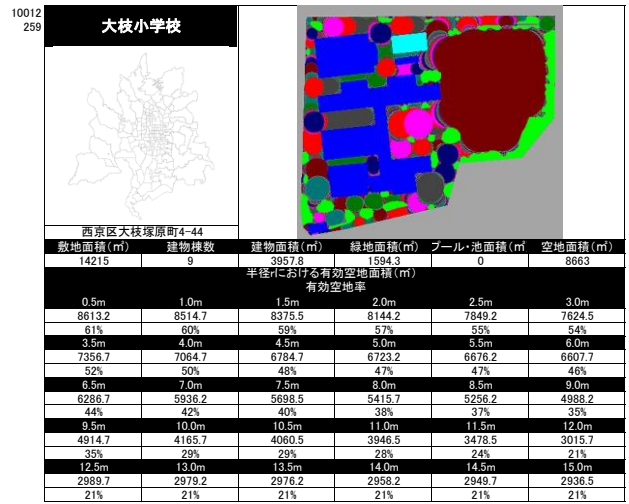 10012
259
大枝小学校
西京区大枝塚原町4-44
敷地面積(㎡) 建物棟数 建物面積(㎡) 緑地面積(㎡) プール・池面積(㎡ 空地面積(㎡)
14215 9 3957.8 1594.3 0 8663
半径rにおける有効空地面積(㎡)
有効空地率
0.5m 1.0m 1.5m 2.0m 2.5m 3.0m
8613.2 8514.7 8375.5 8144.2 7849.2 7624.5
61% 60% 59% 57% 55% 54%
3.5m 4.0m 4.5m 5.0m 5.5m 6.0m
7356.7 7064.7 6784.7 6723.2 6676.2 6607.7
52% 50% 48% 47% 47% 46%
6.5m 7.0m 7.5m 8.0m 8.5m 9.0m
6286.7 5936.2 5698.5 5415.7 5256.2 4988.2
44% 42% 40% 38% 37% 35%
9.5m 10.0m 10.5m 11.0m 11.5m 12.0m
4914.7 4165.7 4060.5 3946.5 3478.5 3015.7
35% 29% 29% 28% 24% 21%
12.5m 13.0m 13.5m 14.0m 14.5m 15.0m
2989.7 2979.2 2976.2 2958.2 2949.7 2936.5
21% 21% 21% 21% 21% 21%